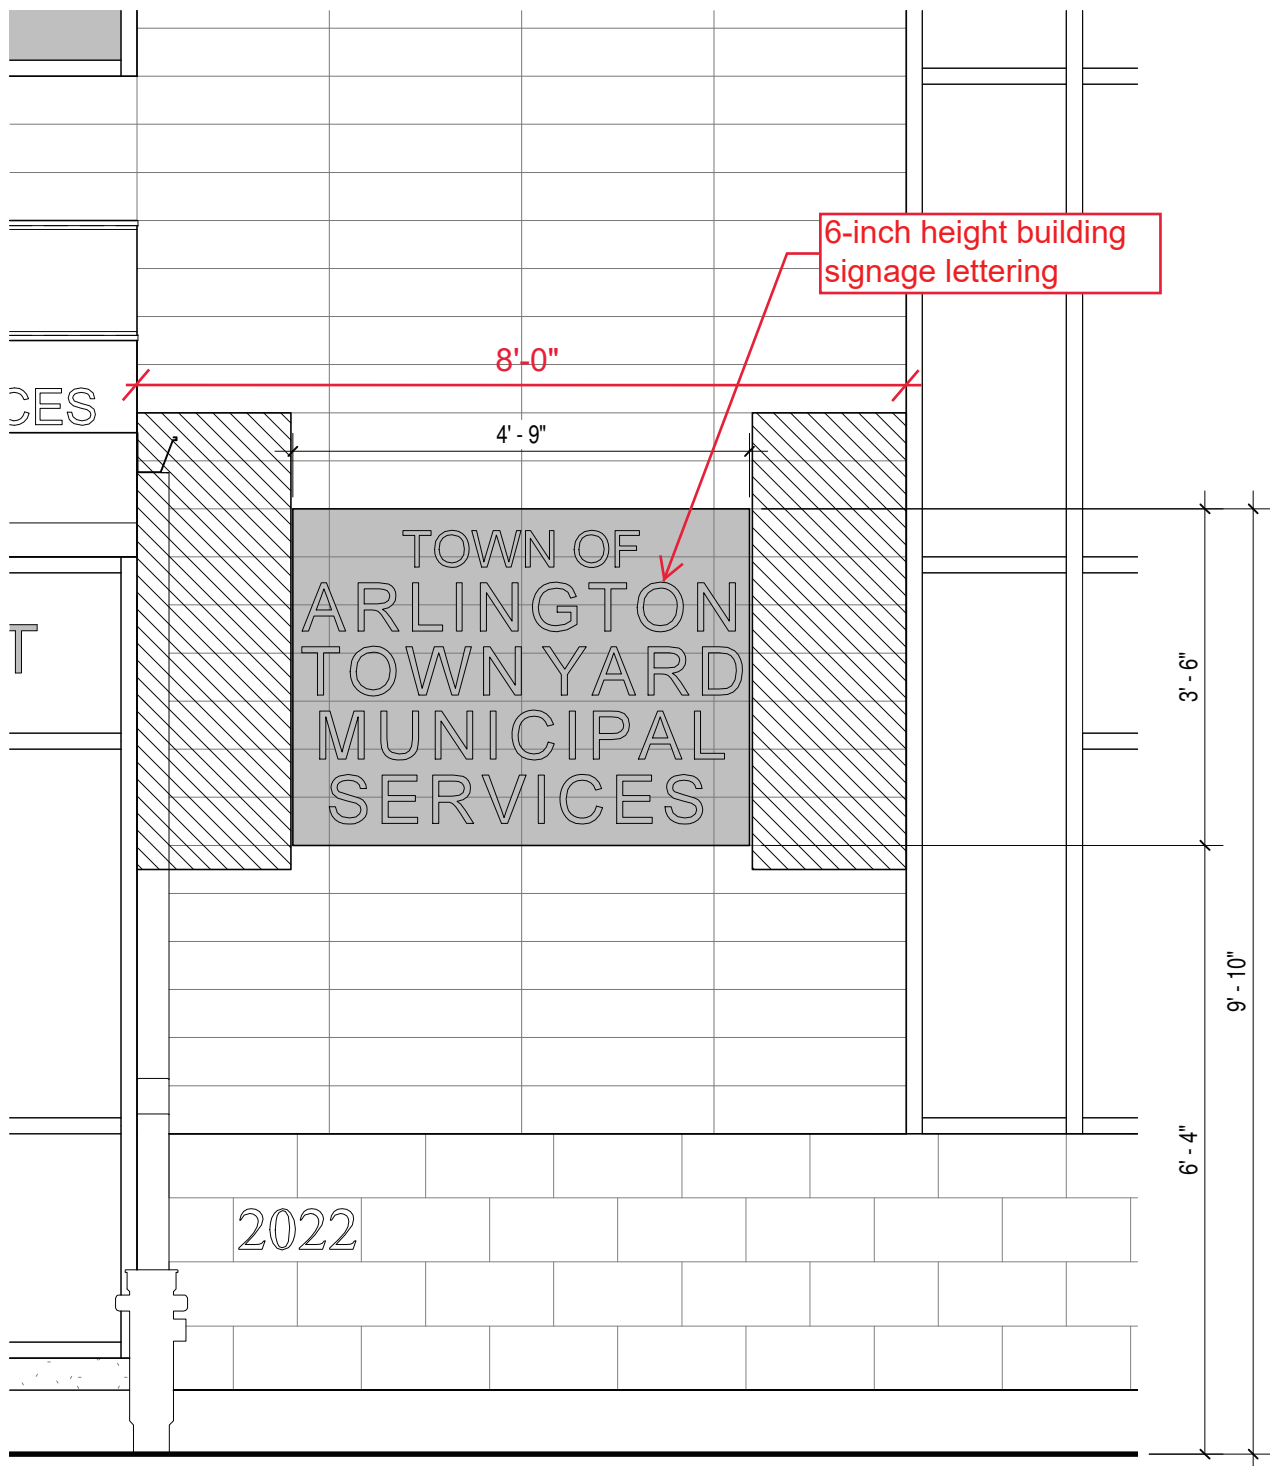 6-inch height building
signage lettering
8'-0"
CES
4' - 9"
TOWN OF
ARLINGTON
TOWN YARD
MUNICIPAL
SERVICES
T
3' - 6"
9' - 10"
6' - 4"
2022